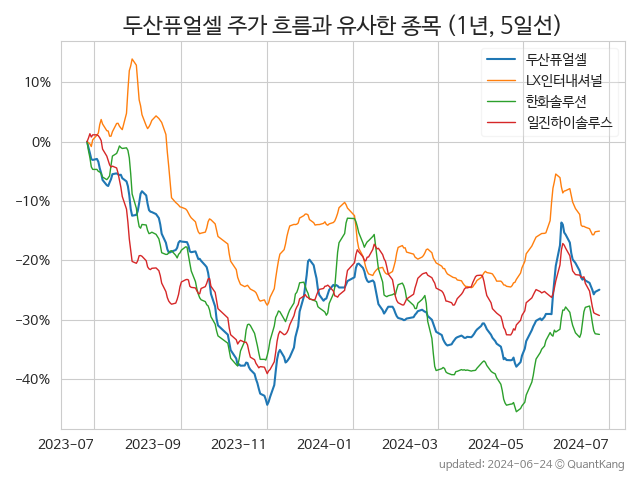 두산퓨얼셀 주가 흐름과 유사한 종목 (1년, 5일선)
두산퓨얼셀
LX인터내셔널
한화솔루션
일진하이솔루스
10%
0%
−10%
−20%
−30%
−40%
2023-07
2023-09
2023-11
2024-01
2024-03
2024-05
2024-07
updated: 2024-06-24 © QuantKang